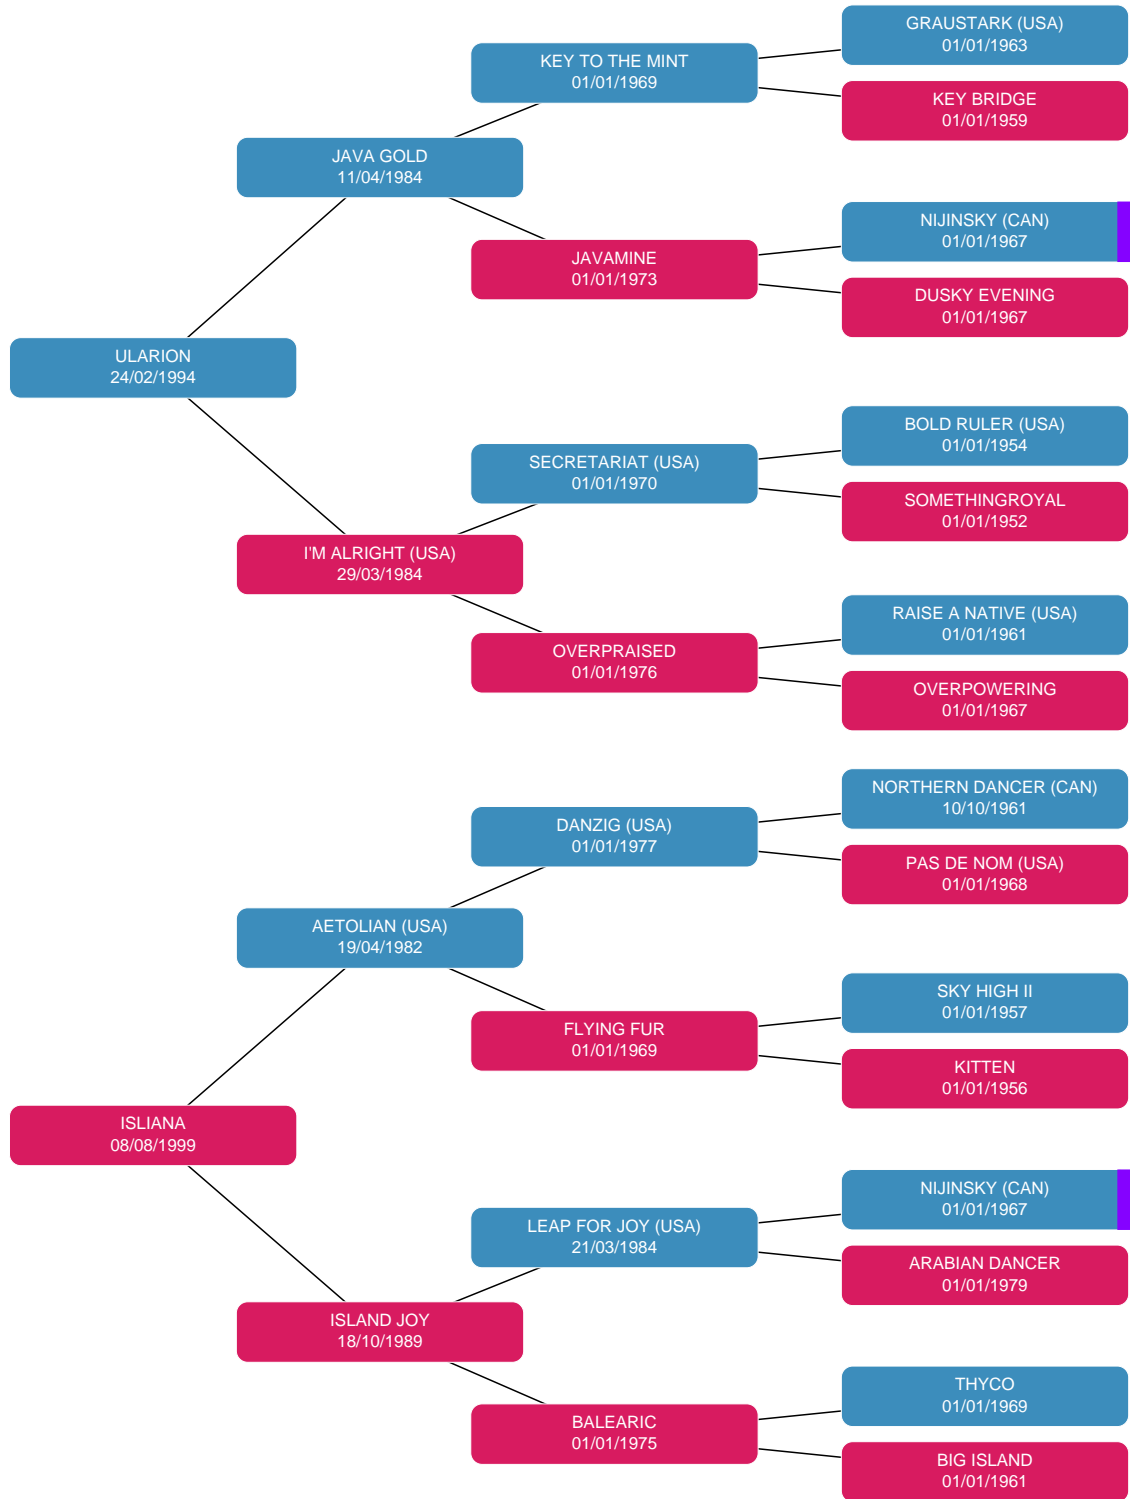 GRAUSTARK (USA)
01/01/1963
KEY TO THE MINT
01/01/1969
KEY BRIDGE
01/01/1959
JAVA GOLD
11/04/1984
NIJINSKY (CAN)
01/01/1967
JAVAMINE
01/01/1973
DUSKY EVENING
01/01/1967
ULARION
24/02/1994
BOLD RULER (USA)
01/01/1954
SECRETARIAT (USA)
01/01/1970
SOMETHINGROYAL
01/01/1952
I'M ALRIGHT (USA)
29/03/1984
RAISE A NATIVE (USA)
01/01/1961
OVERPRAISED
01/01/1976
OVERPOWERING
01/01/1967
NORTHERN DANCER (CAN)
10/10/1961
DANZIG (USA)
01/01/1977
PAS DE NOM (USA)
01/01/1968
AETOLIAN (USA)
19/04/1982
SKY HIGH II
01/01/1957
FLYING FUR
01/01/1969
KITTEN
01/01/1956
ISLIANA
08/08/1999
NIJINSKY (CAN)
01/01/1967
LEAP FOR JOY (USA)
21/03/1984
ARABIAN DANCER
01/01/1979
ISLAND JOY
18/10/1989
THYCO
01/01/1969
BALEARIC
01/01/1975
BIG ISLAND
01/01/1961